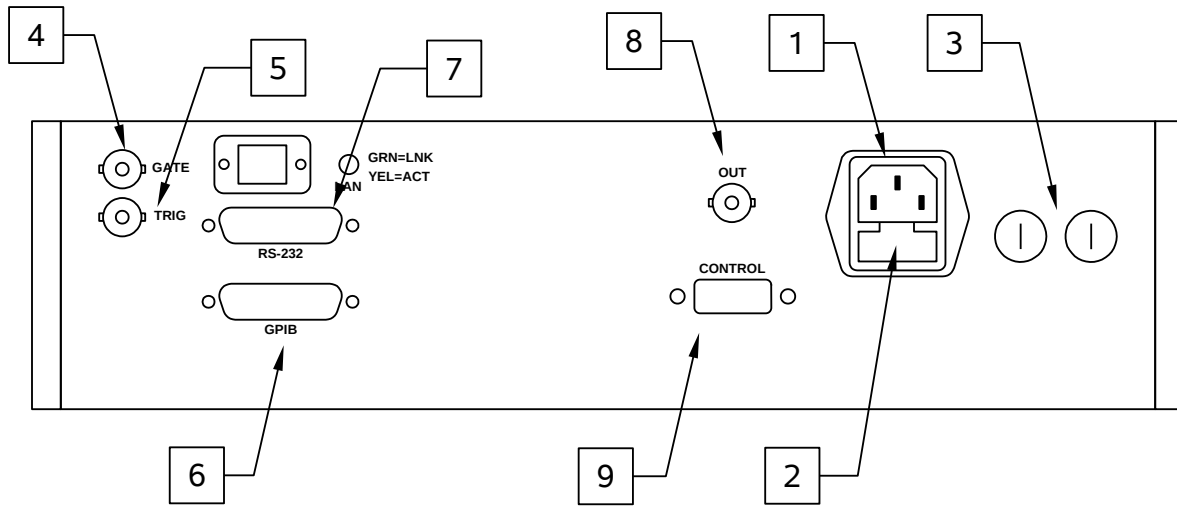 4
5
7
8
1
3
GATE
TRIG
GRN=LNK
YEL=ACT
LAN
RS-232
GPIB
OUT
CONTROL
6
9
2